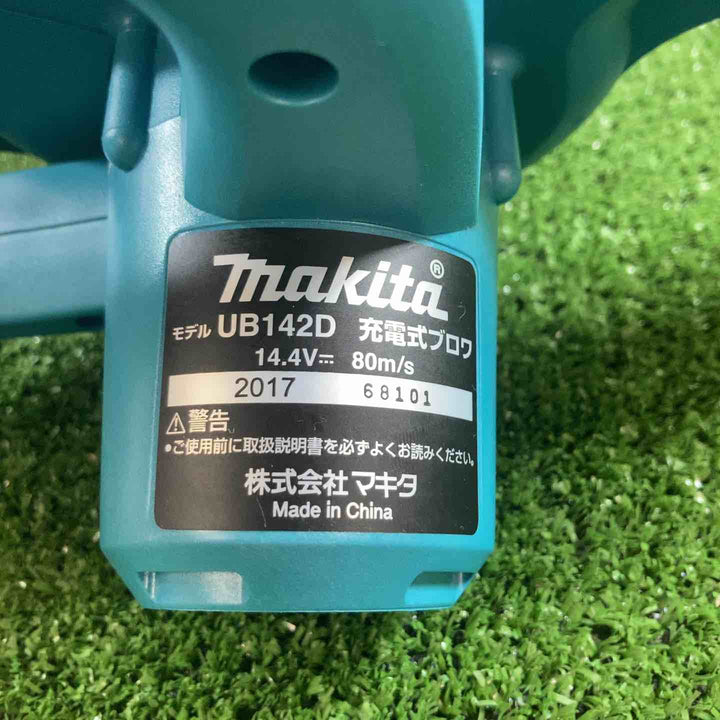 makita®
モデル UB142D 充電式ブロワ
14.4V⎓ 80m/s
2017 68101
⚠警告
•ご使用前に取扱説明書を必ずよくお読みください。
株式会社マキタ
Made in China